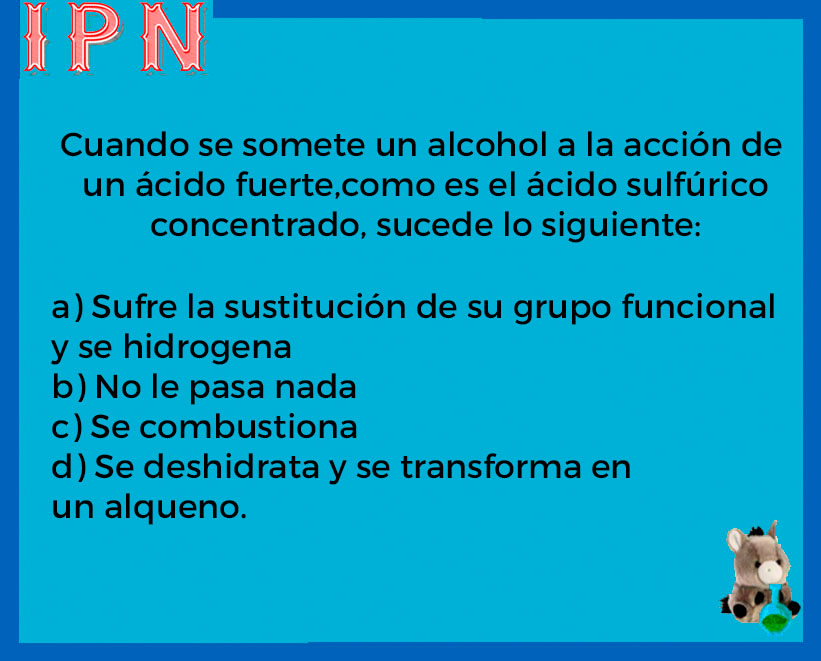 IPN
Cuando se somete un alcohol a la acción de
un ácido fuerte,como es el ácido sulfúrico
concentrado, sucede lo siguiente:
a) Sufre la sustitución de su grupo funcional
y se hidrogena
b) No le pasa nada
c) Se combustiona
d) Se deshidrata y se transforma en
un alqueno.